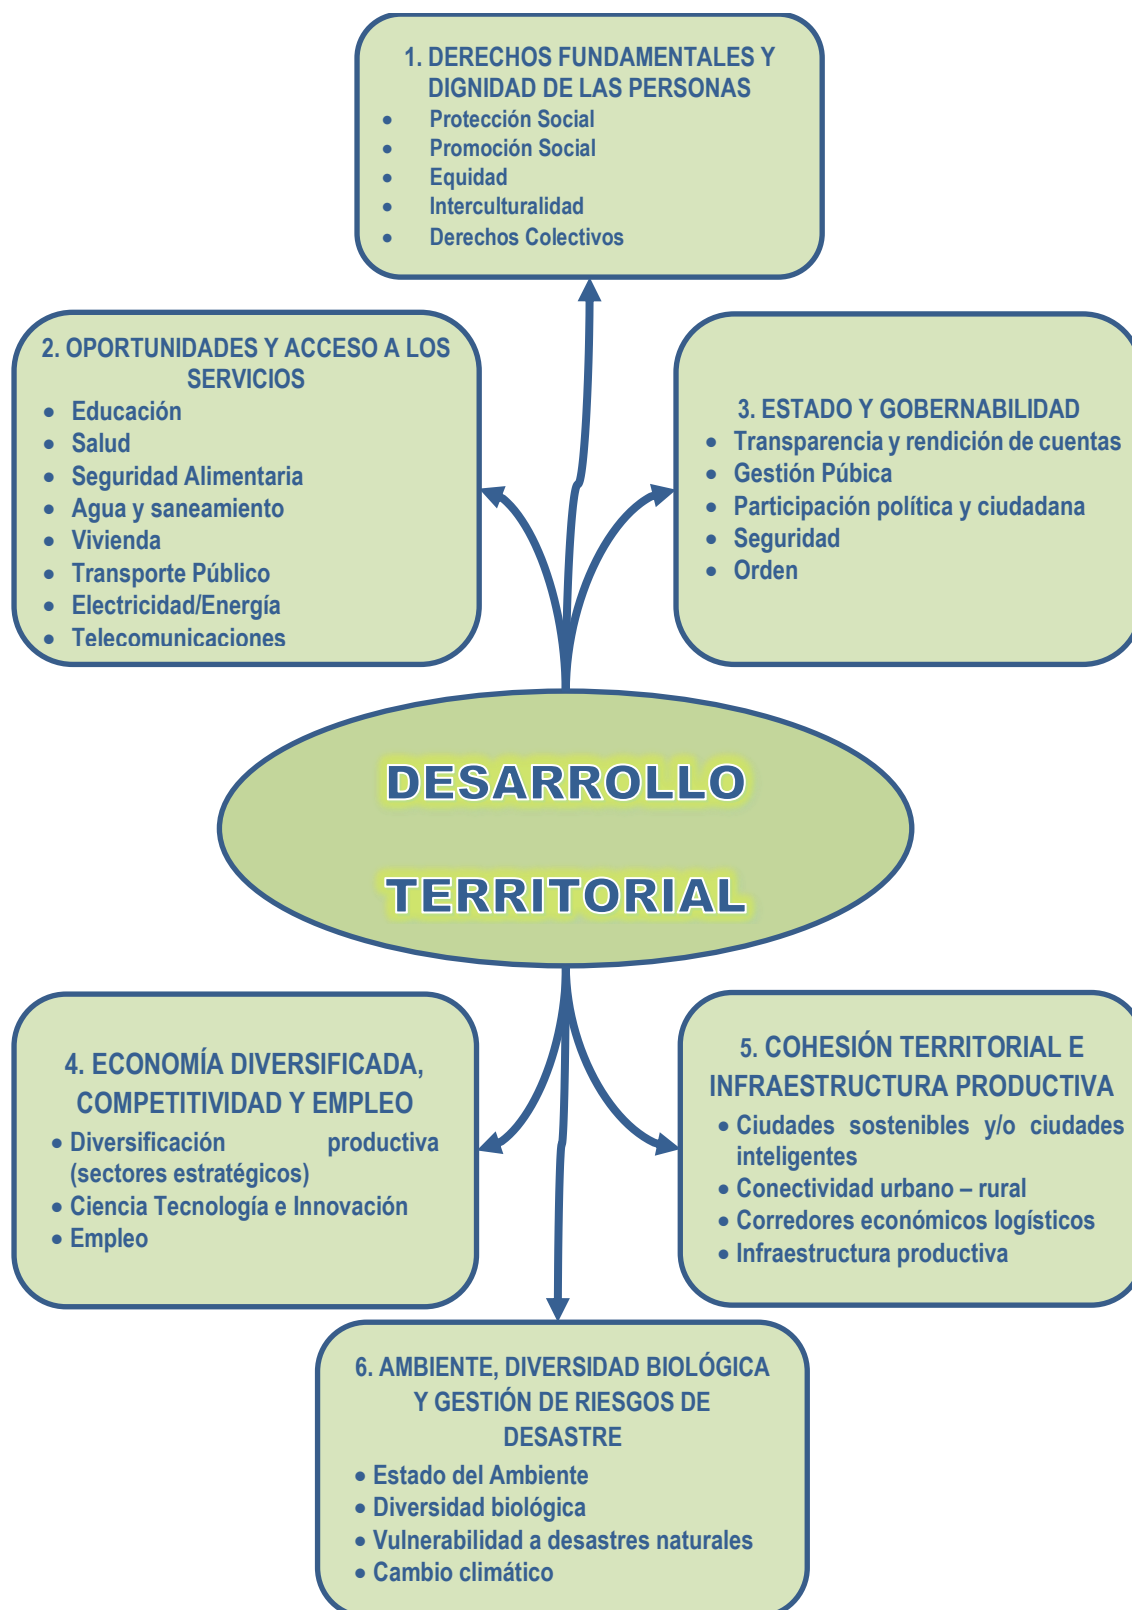 1. DERECHOS FUNDAMENTALES Y
DIGNIDAD DE LAS PERSONAS
• Protección Social
• Promoción Social
• Equidad
• Interculturalidad
• Derechos Colectivos
2. OPORTUNIDADES Y ACCESO A LOS
SERVICIOS
• Educación
• Salud
• Seguridad Alimentaria
• Agua y saneamiento
• Vivienda
• Transporte Público
• Electricidad/Energía
• Telecomunicaciones
3. ESTADO Y GOBERNABILIDAD
• Transparencia y rendición de cuentas
• Gestión Púbica
• Participación política y ciudadana
• Seguridad
• Orden
DESARROLLO
TERRITORIAL
4. ECONOMÍA DIVERSIFICADA,
COMPETITIVIDAD Y EMPLEO
• Diversificación productiva
(sectores estratégicos)
• Ciencia Tecnología e Innovación
• Empleo
5. COHESIÓN TERRITORIAL E
INFRAESTRUCTURA PRODUCTIVA
• Ciudades sostenibles y/o ciudades
inteligentes
• Conectividad urbano – rural
• Corredores económicos logísticos
• Infraestructura productiva
6. AMBIENTE, DIVERSIDAD BIOLÓGICA
Y GESTIÓN DE RIESGOS DE
DESASTRE
• Estado del Ambiente
• Diversidad biológica
• Vulnerabilidad a desastres naturales
• Cambio climático